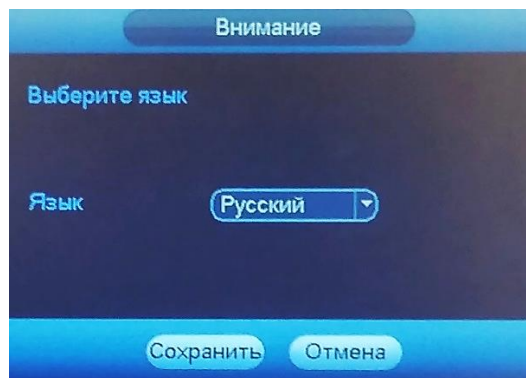 Внимание
Выберите язык
Язык
Русский
Сохранить Отмена